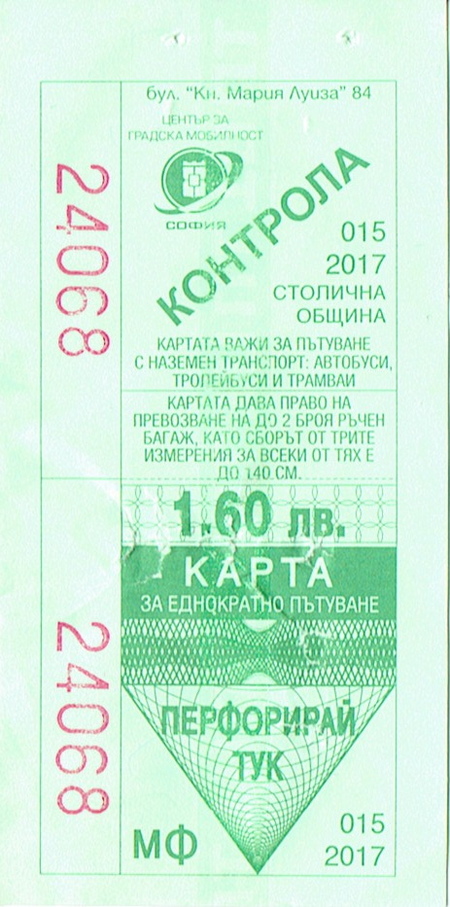 бул. "Кн. Мария Луиза" 84
ЦЕНТЪР ЗА
ГРАДСКА МОБИЛНОСТ
СОФИЯ
КОНТРОЛА
015
2017
СТОЛИЧНА
ОБЩИНА
24068
КАРТАТА ВАЖИ ЗА ПЪТУВАНЕ
С НАЗЕМЕН ТРАНСПОРТ: АВТОБУСИ,
ТРОЛЕЙБУСИ И ТРАМВАИ
КАРТАТА ДАВА ПРАВО НА
ПРЕВОЗВАНЕ НА ДО 2 БРОЯ РЪЧЕН
БАГАЖ, КАТО СБОРЪТ ОТ ТРИТЕ
ИЗМЕРЕНИЯ ЗА ВСЕКИ ОТ ТЯХ Е
ДО 140 СМ.
1.60 лв.
КАРТА
ЗА ЕДНОКРАТНО ПЪТУВАНЕ
24068
ПЕРФОРИРАЙ
ТУК
МФ
015
2017